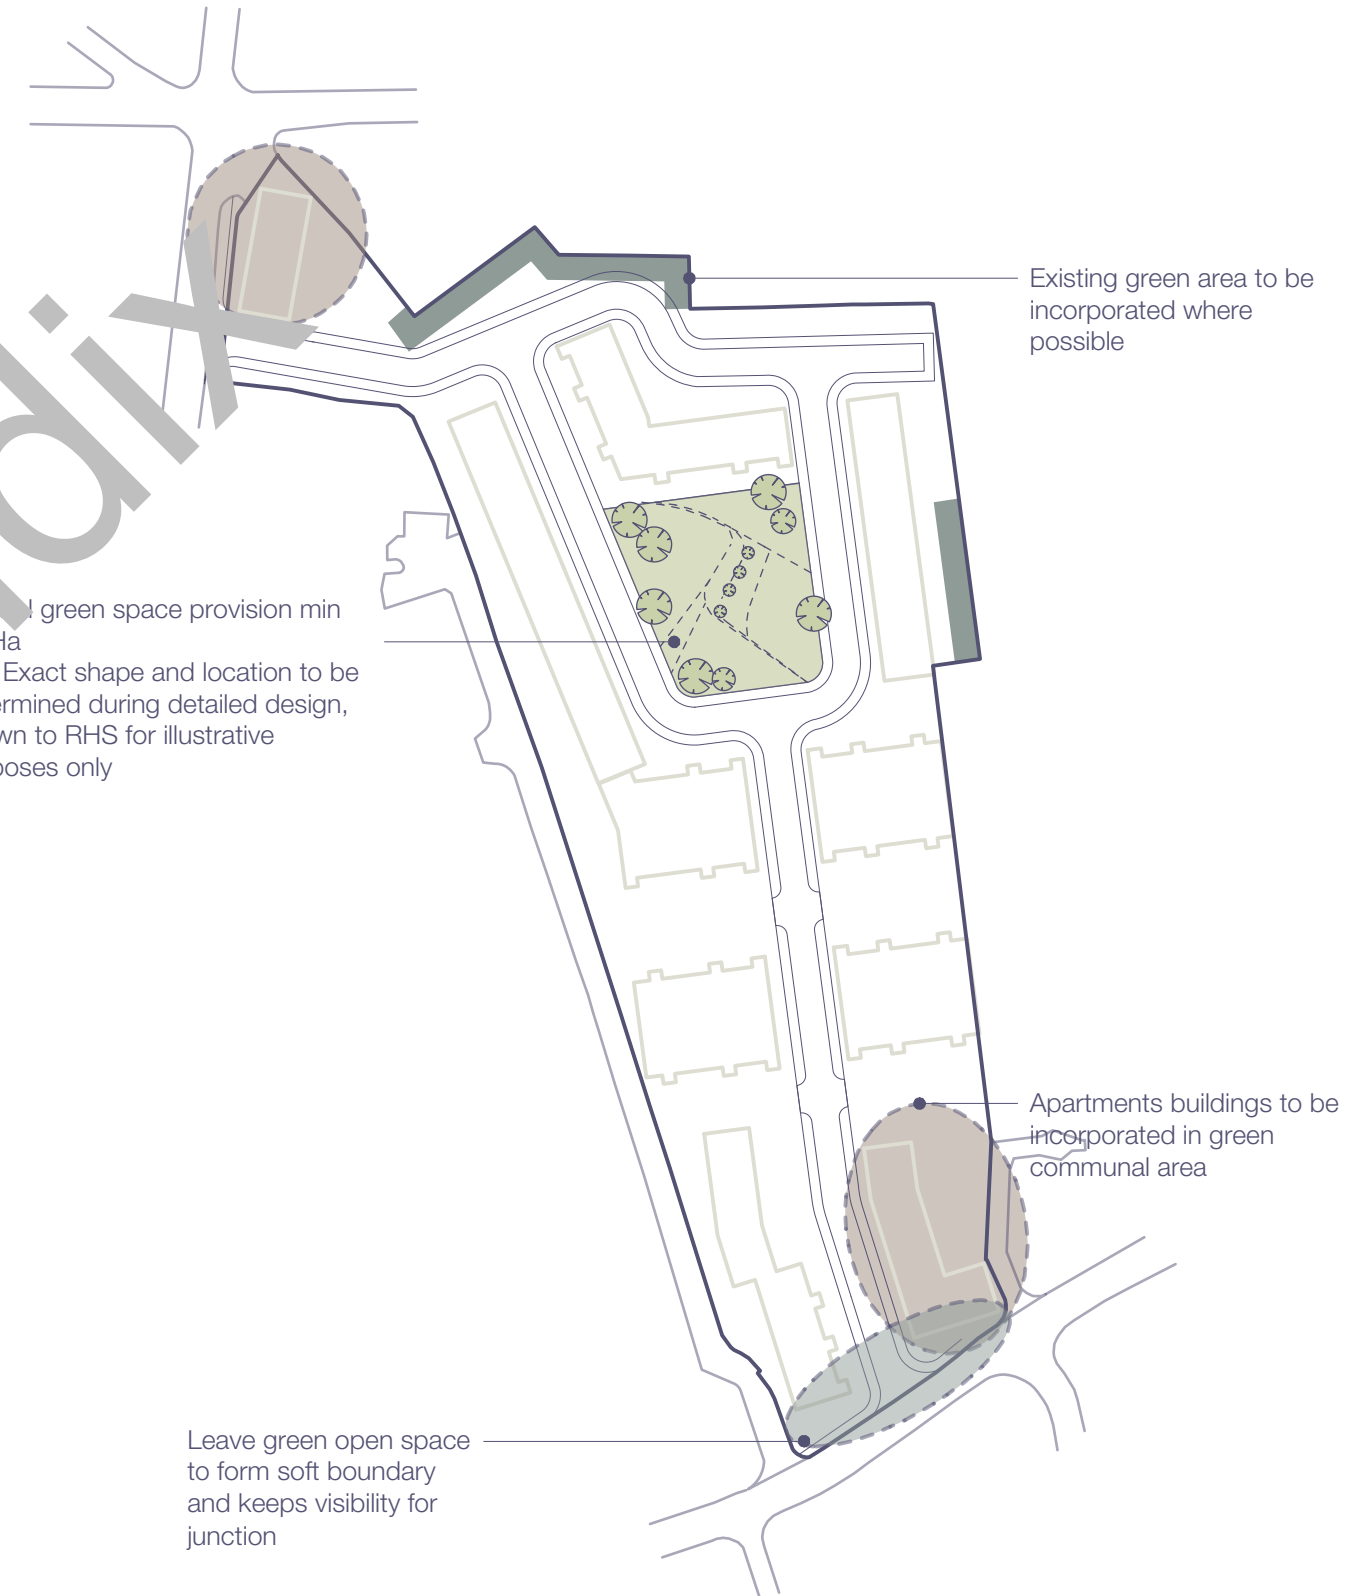 Existing green area to be
incorporated where
possible
dix
green space provision min
Ha
Exact shape and location to be
ermined during detailed design,
wn to RHS for illustrative
poses only
Apartments buildings to be
incorporated in green
communal area
Leave green open space
to form soft boundary
and keeps visibility for
junction